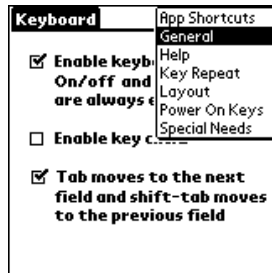 Keyboard
App Shortcuts
General
Help
Key Repeat
Layout
Power On Keys
Special Needs
Enable
On/off and
are always
Enable key
Tab moves to the next
field and shift-tab moves
to the previous field